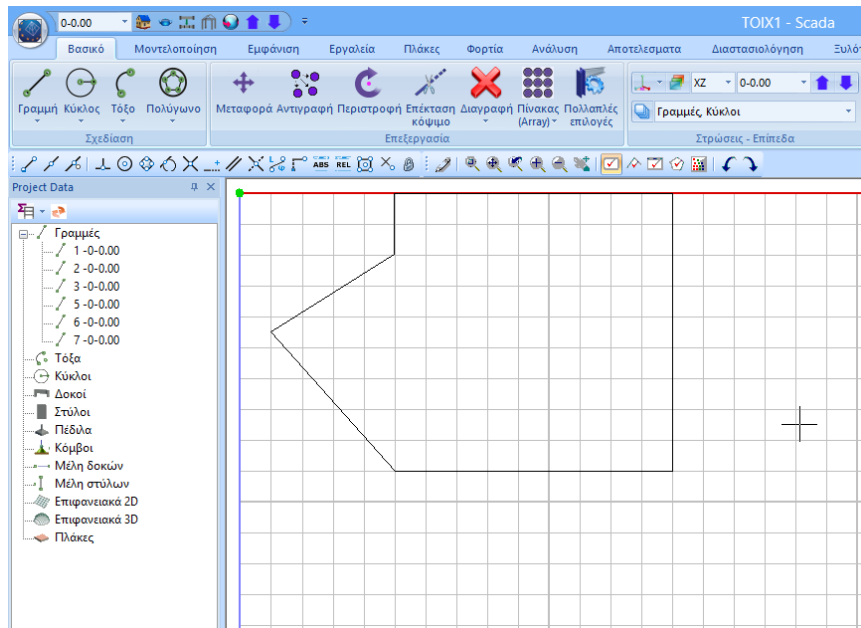 0-0.00
TOIX1 - Scada
Βασικό Μοντελοποίηση Εμφάνιση Εργαλεία Πλάκες Φορτία Ανάλυση Αποτελεσματα Διαστασιολόγηση
Γραμμή Κύκλος Τόξο Πολύγωνο Μεταφορά Αντιγραφή Περιστροφή Επέκταση κόψιμο Διαγραφή Πίνακας (Array) Πολλαπλές επιλογές
XZ 0-0.00
Γραμμές, Κύκλοι
Σχεδίαση Επεξεργασία Στρώσεις - Επίπεδα
ABS REL
Project Data
Γραμμές
1 -0-0.00
2 -0-0.00
3 -0-0.00
5 -0-0.00
6 -0-0.00
7 -0-0.00
Τόξα
Κύκλοι
Δοκοί
Στύλοι
Πέδιλα
Κόμβοι
Μέλη δοκών
Μέλη στύλων
Επιφανειακά 2D
Επιφανειακά 3D
Πλάκες